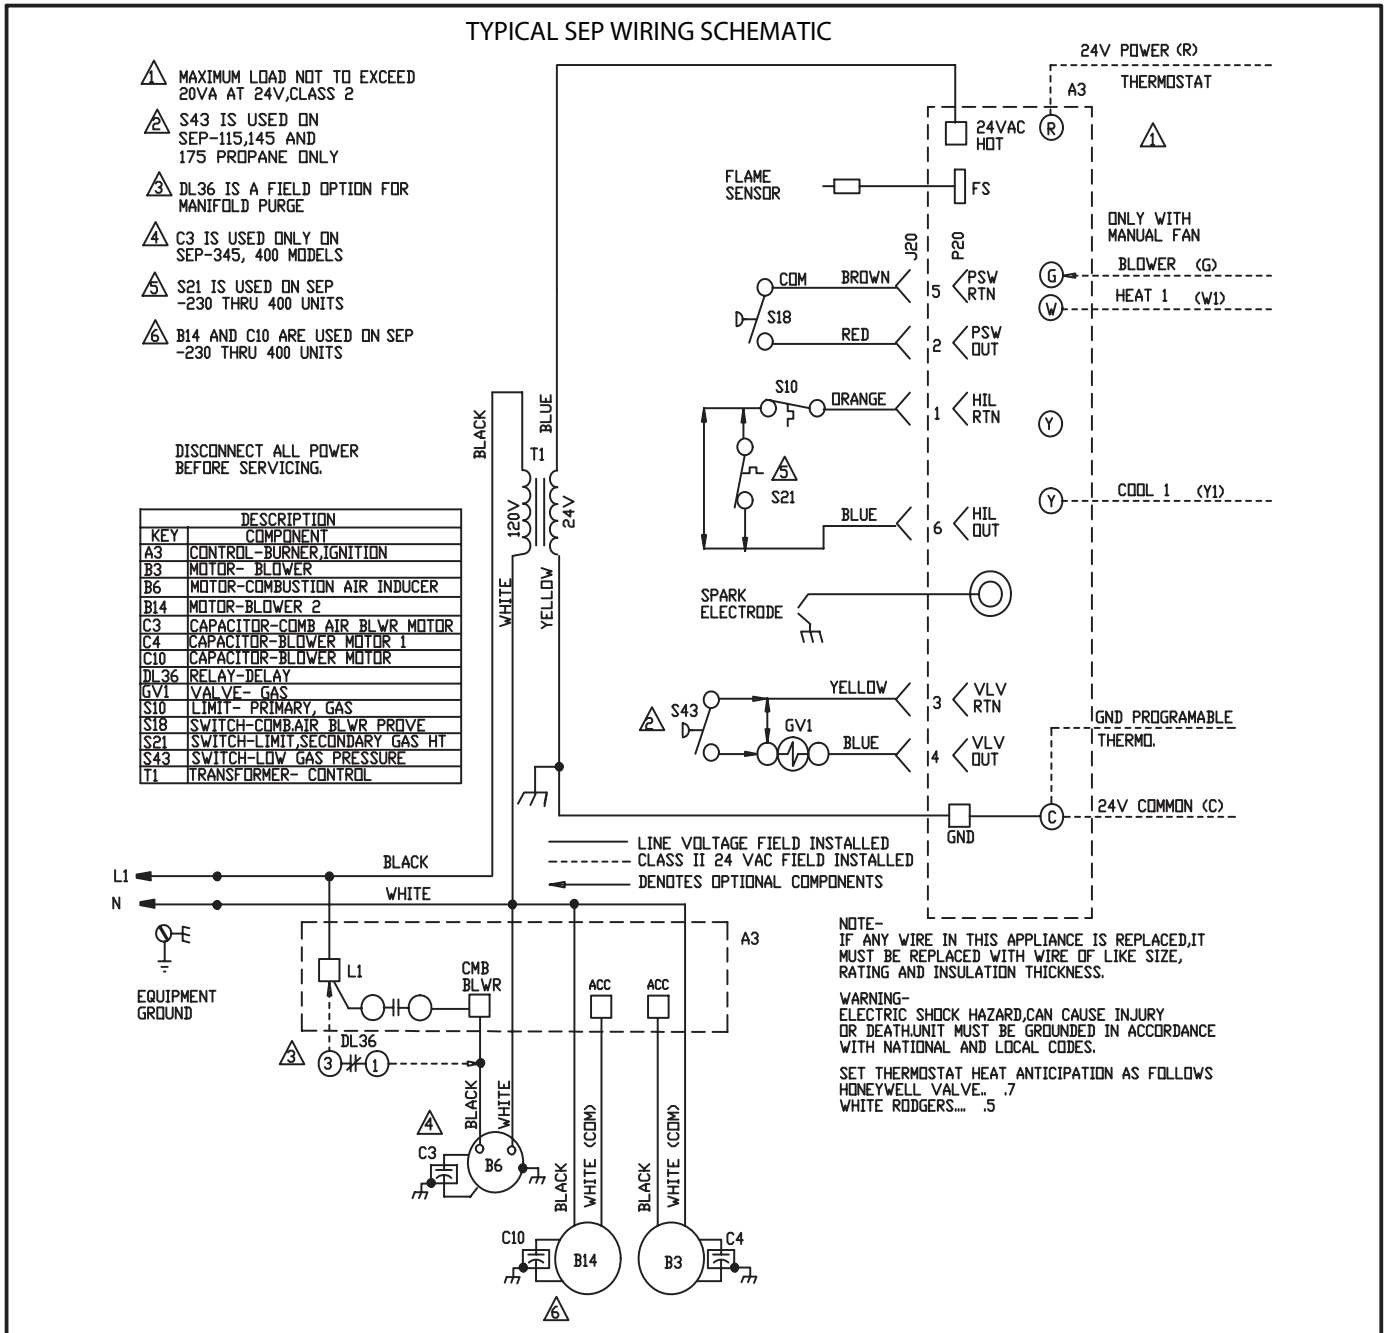 TYPICAL SEP WIRING SCHEMATIC
1 MAXIMUM LOAD NOT TO EXCEED
20VA AT 24V,CLASS 2
2 S43 IS USED ON
SEP-115,145 AND
175 PROPANE ONLY
3 DL36 IS A FIELD OPTION FOR
MANIFOLD PURGE
4 C3 IS USED ONLY ON
SEP-345, 400 MODELS
5 S21 IS USED ON SEP
-230 THRU 400 UNITS
6 B14 AND C10 ARE USED ON SEP
-230 THRU 400 UNITS
DISCONNECT ALL POWER
BEFORE SERVICING.
DESCRIPTION
KEY COMPONENT
A3 CONTROL-BURNER,IGNITION
B3 MOTOR- BLOWER
B6 MOTOR-COMBUSTION AIR INDUCER
B14 MOTOR-BLOWER 2
C3 CAPACITOR-COMB AIR BLWR MOTOR
C4 CAPACITOR-BLOWER MOTOR 1
C10 CAPACITOR-BLOWER MOTOR
DL36 RELAY-DELAY
GV1 VALVE- GAS
S10 LIMIT- PRIMARY, GAS
S18 SWITCH-COMB.AIR BLWR PROVE
S21 SWITCH-LIMIT,SECONDARY GAS HT
S43 SWITCH-LOW GAS PRESSURE
T1 TRANSFORMER- CONTROL
24V POWER (R)
THERMOSTAT
A3
24VAC
HOT
R
1
FLAME
SENSOR
FS
ONLY WITH
MANUAL FAN
J20
P20
BLOWER (G)
G
HEAT 1 (W1)
W
COM
BROWN
5
PSW
RTN
S18
RED
2
PSW
OUT
S10
ORANGE
1
HIL
RTN
Y
5
S21
BLUE
6
HIL
OUT
COOL 1 (Y1)
Y
BLACK
BLUE
T1
120V
24V
WHITE
YELLOW
SPARK
ELECTRODE
YELLOW
3
VLV
RTN
2
S43
GV1
BLUE
4
VLV
OUT
GND PROGRAMABLE
THERMO.
24V COMMON (C)
C
GND
LINE VOLTAGE FIELD INSTALLED
CLASS II 24 VAC FIELD INSTALLED
DENOTES OPTIONAL COMPONENTS
L1
BLACK
N
WHITE
A3
EQUIPMENT
GROUND
L1
CMB
BLWR
ACC
ACC
3
DL36
3
1
BLACK
WHITE
4
C3
B6
BLACK
WHITE (COM)
BLACK
WHITE (COM)
C10
B14
B3
C4
6
NOTE-
IF ANY WIRE IN THIS APPLIANCE IS REPLACED,IT
MUST BE REPLACED WITH WIRE OF LIKE SIZE,
RATING AND INSULATION THICKNESS.
WARNING-
ELECTRIC SHOCK HAZARD,CAN CAUSE INJURY
OR DEATH.UNIT MUST BE GROUNDED IN ACCORDANCE
WITH NATIONAL AND LOCAL CODES.
SET THERMOSTAT HEAT ANTICIPATION AS FOLLOWS
HONEYWELL VALVE.. .7
WHITE RODGERS.... .5